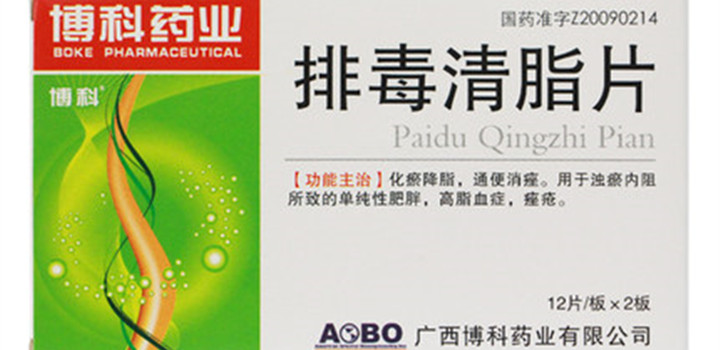 博科药业
BOKE PHARMACEUTICAL
博科®
国药准字Z20090214
排毒清脂片
Paidu Qingzhi Pian
【功能主治】化瘀降脂，通便消痤。用于浊瘀内阻
所致的单纯性肥胖，高脂血症，痤疮。
12片/板×2板
AOBO 广西博科药业有限公司